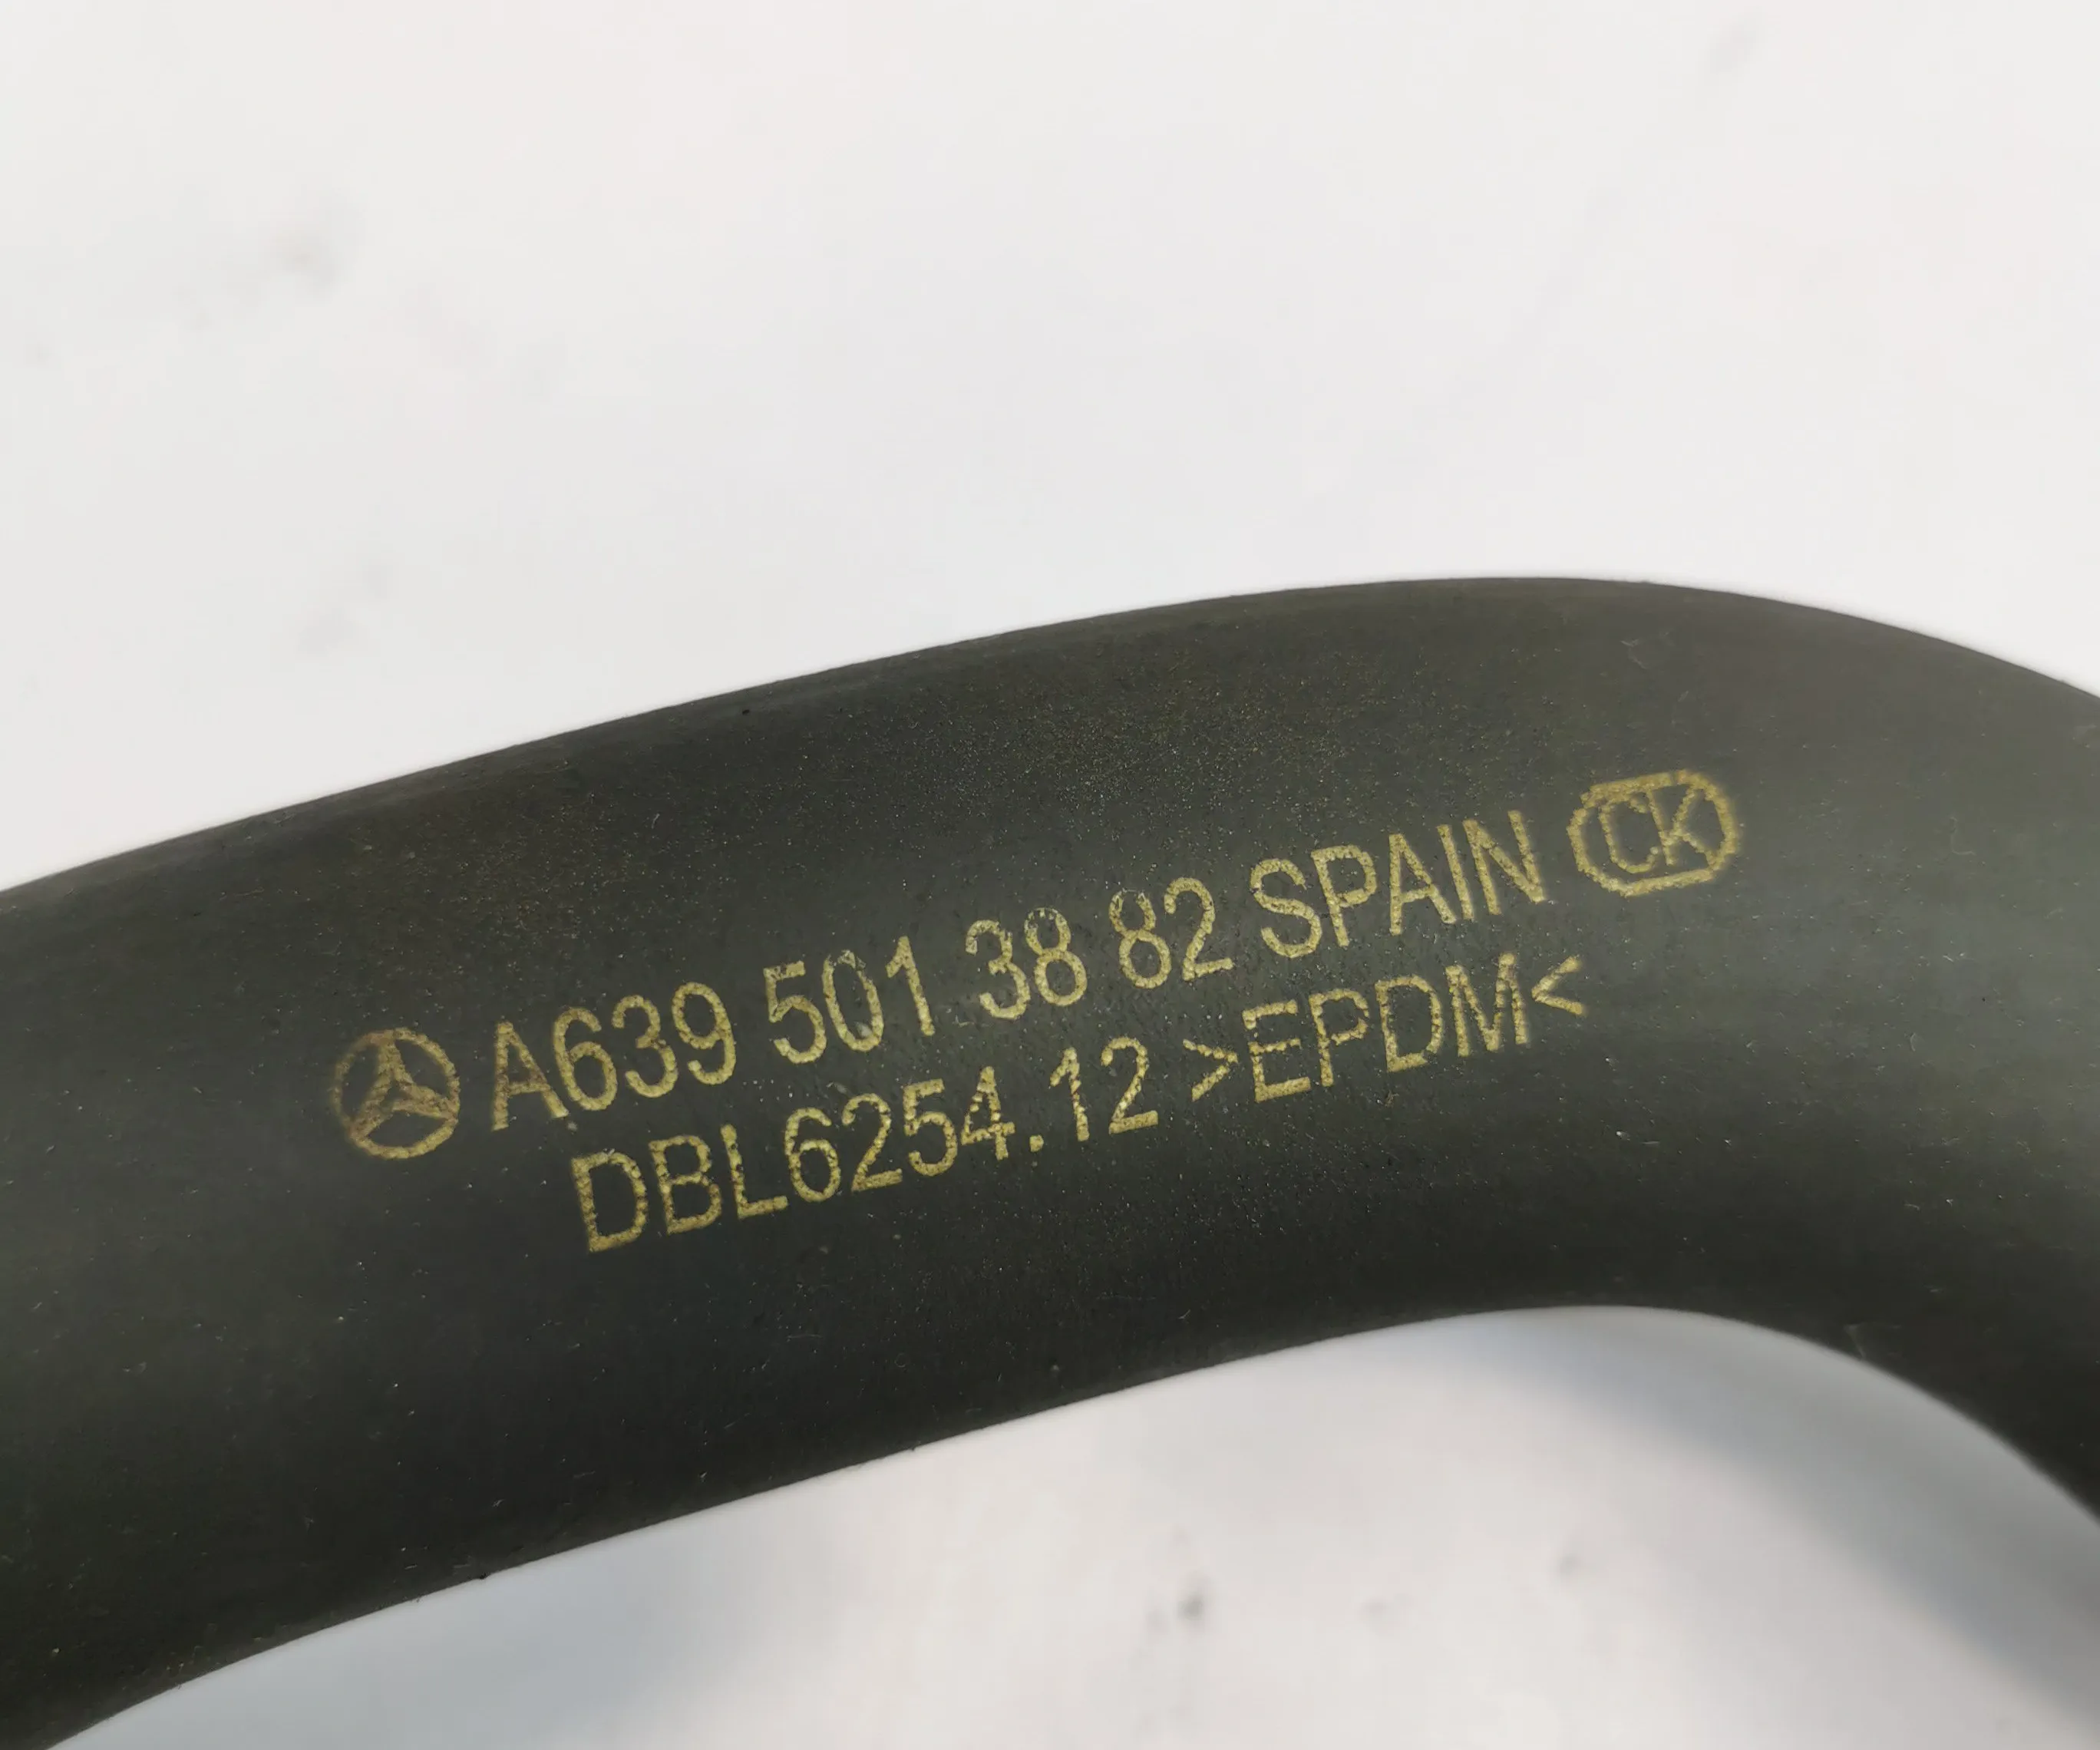 A639 501 38 82 SPAIN CK
DBL6254.12 >EPDM<